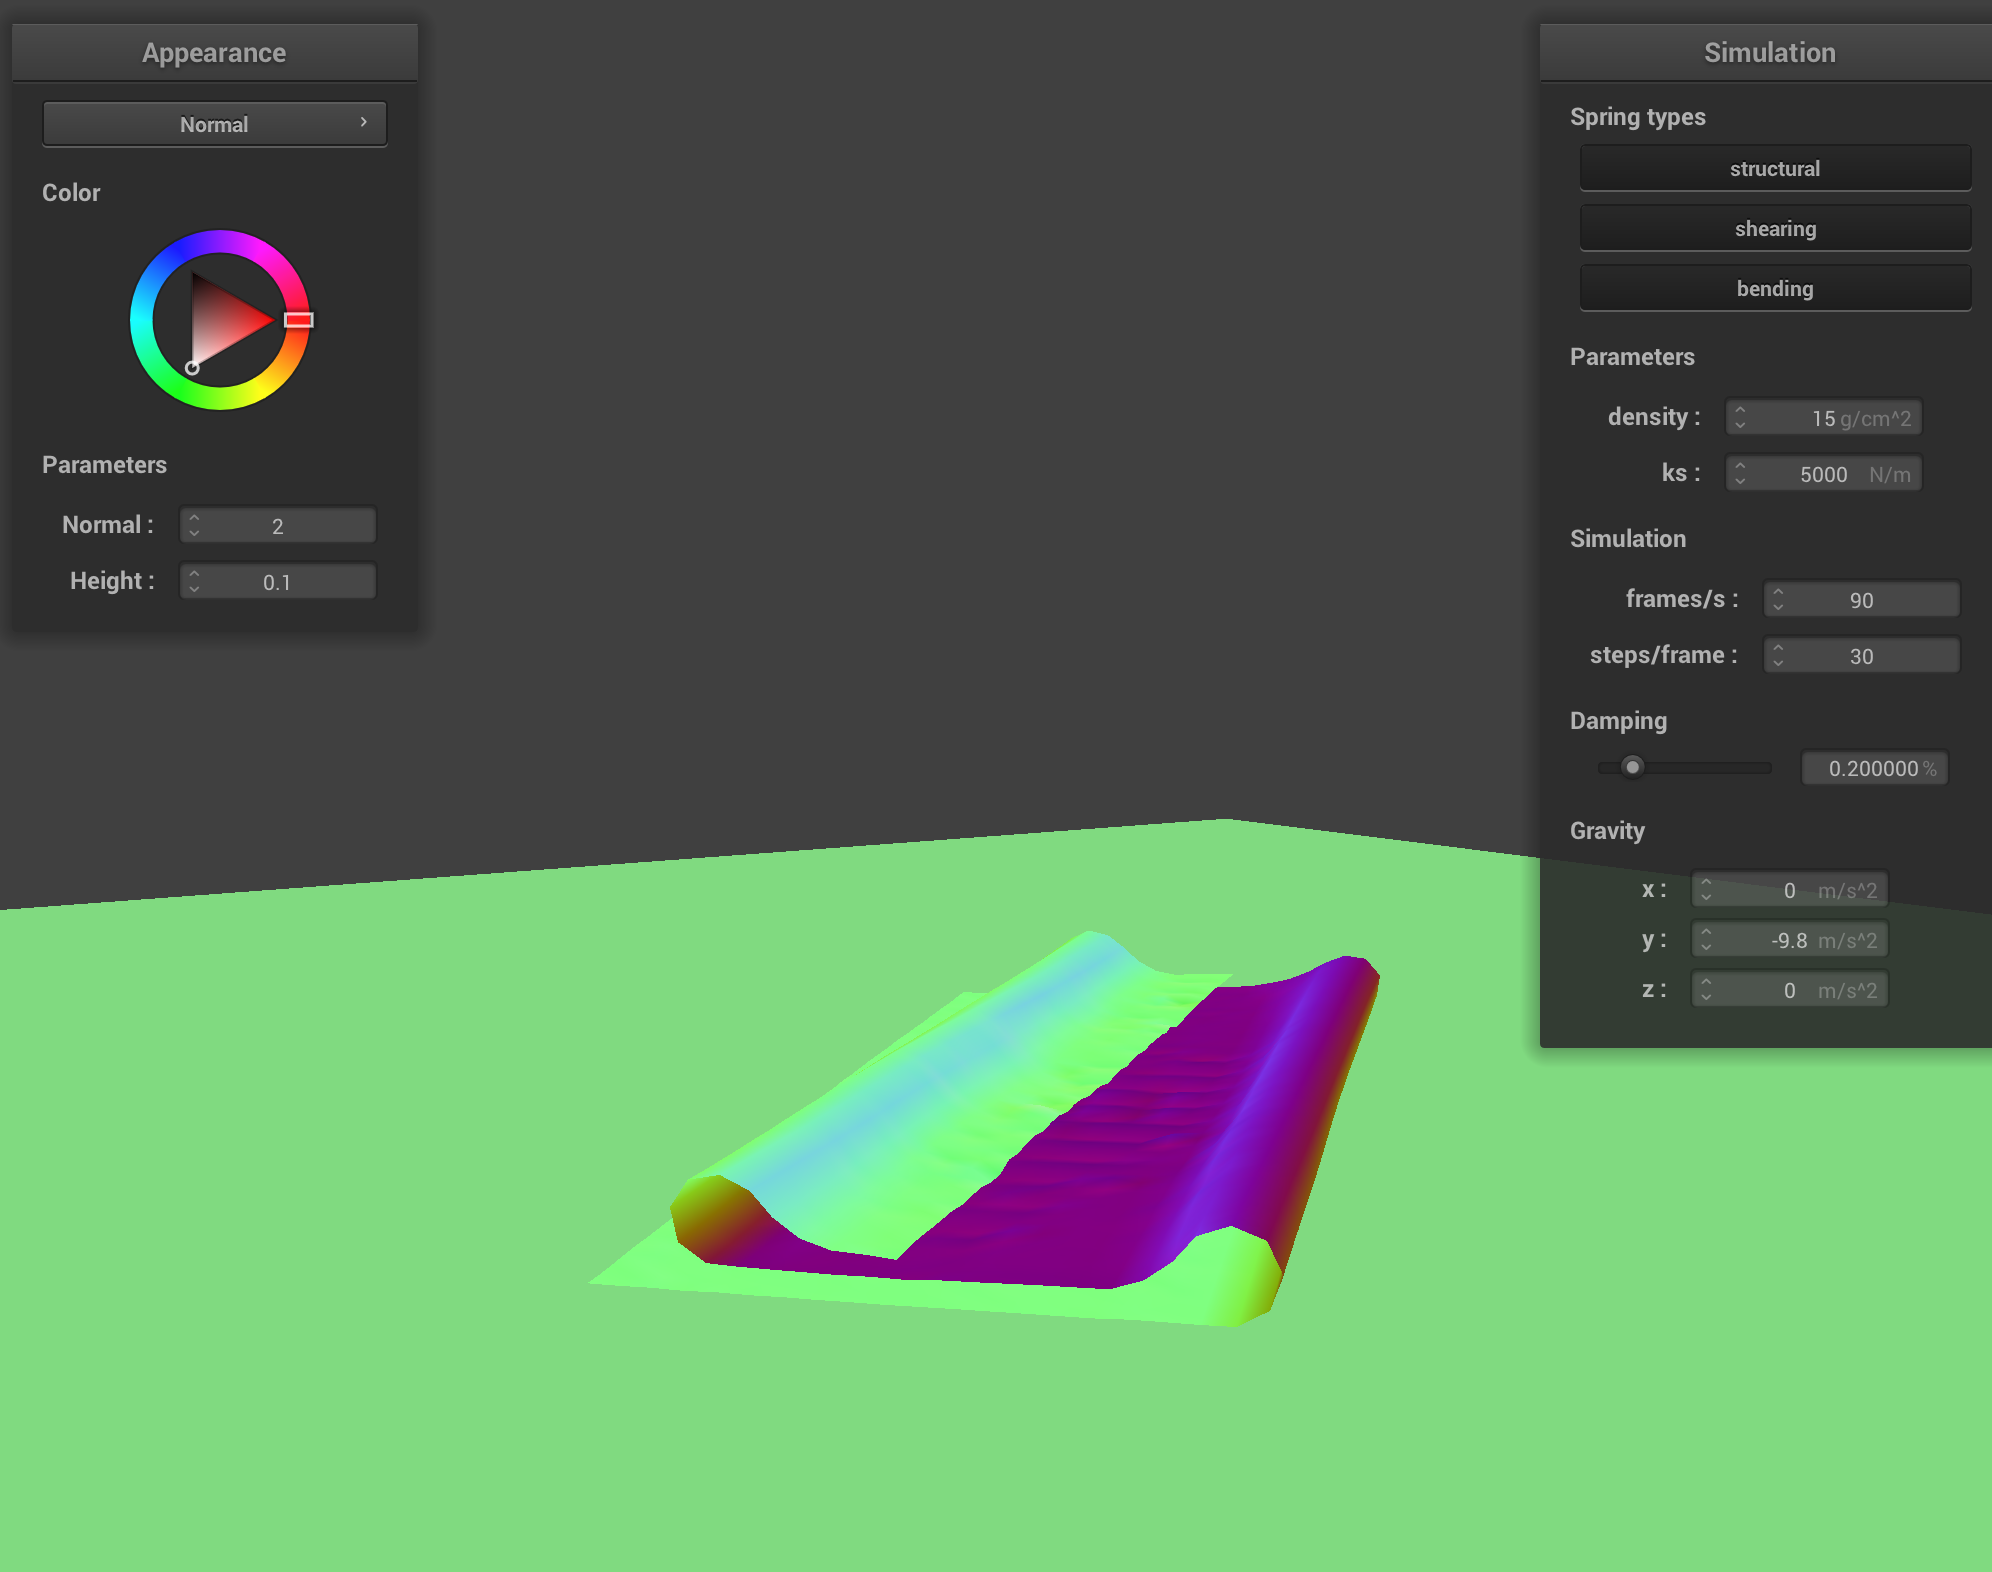 Appearance
Normal
Color
Parameters
Normal : 2
Height : 0.1
Simulation
Spring types
structural
shearing
bending
Parameters
density : 15 g/cm^2
ks : 5000 N/m
Simulation
frames/s : 90
steps/frame : 30
Damping
0.200000 %
Gravity
x : 0 m/s^2
y : -9.8 m/s^2
z : 0 m/s^2